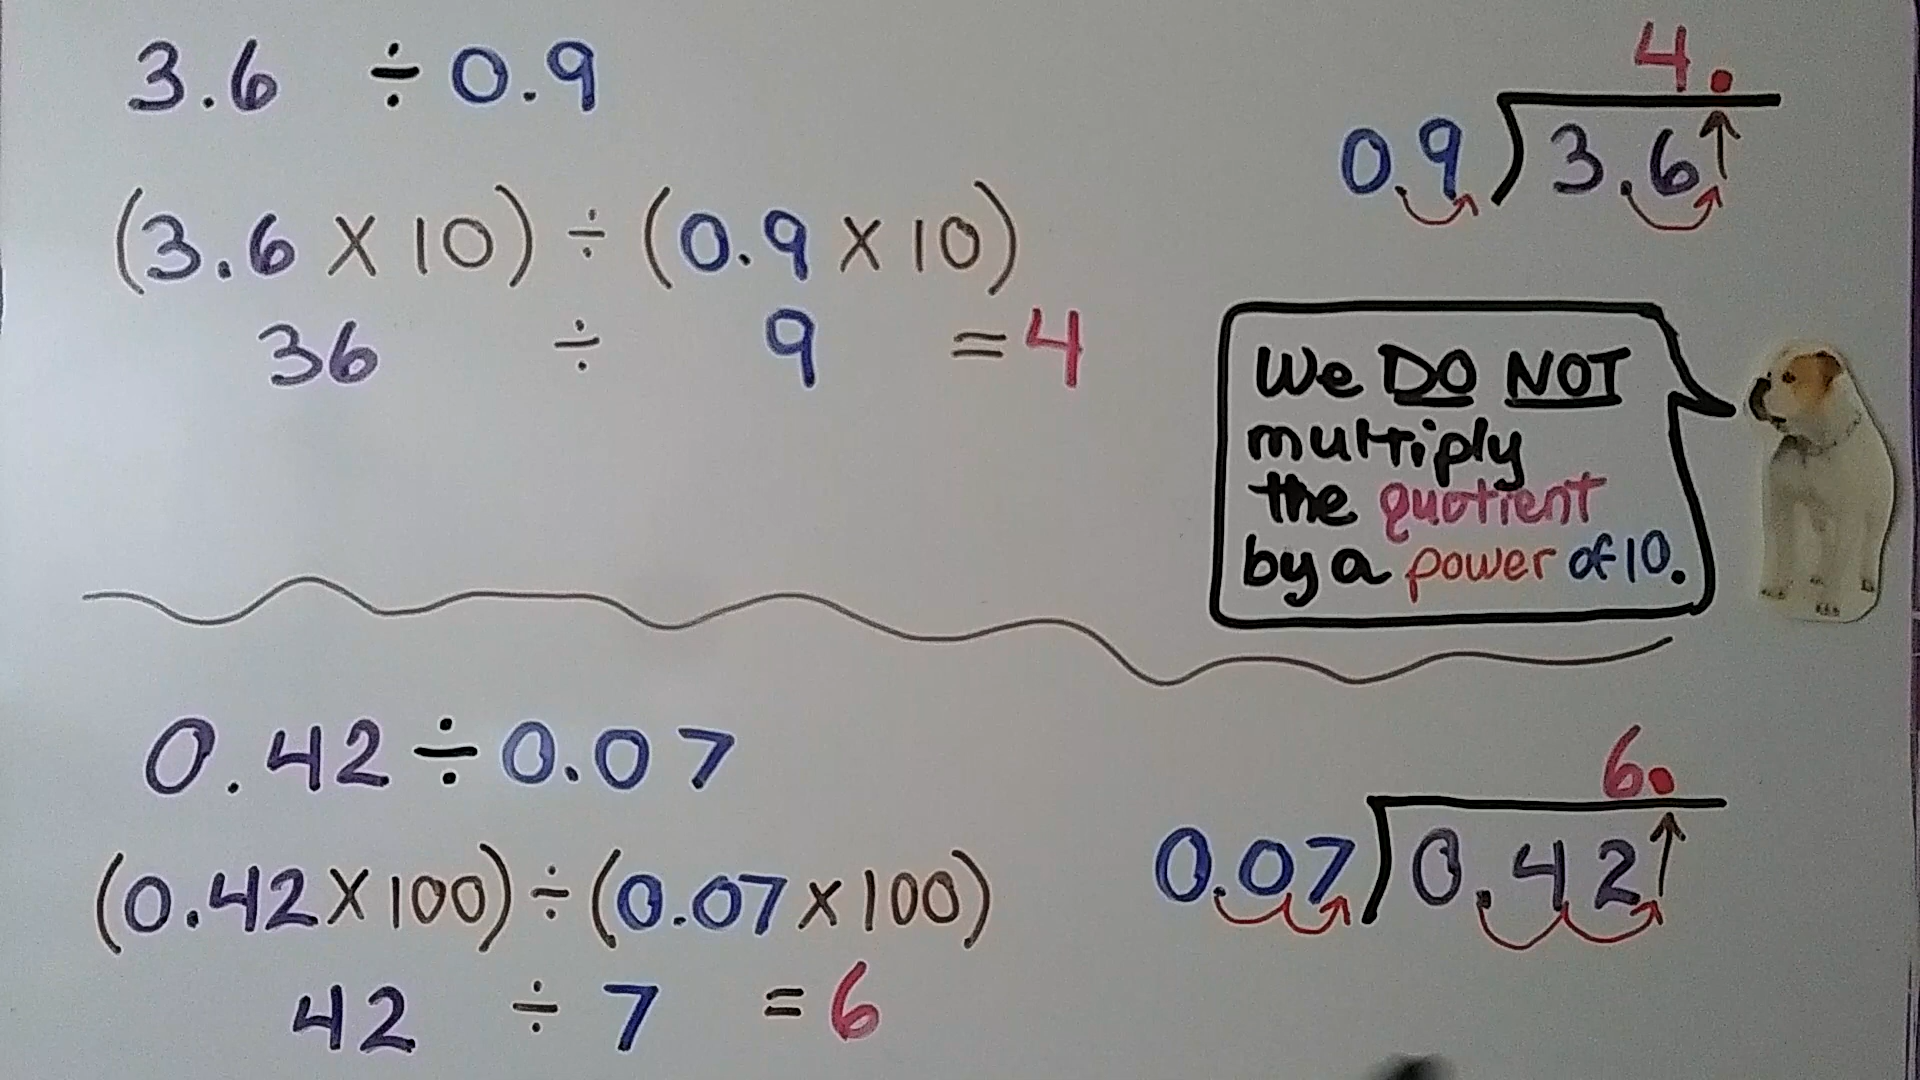 3.6 ÷ 0.9
(3.6 X 10) ÷ (0.9 X 10)
36 ÷ 9 = 4
4.
0.9)3.6
We DO NOT
multiply
the quotient
by a power of 10.
0.42 ÷ 0.07
(0.42 X 100) ÷ (0.07 X 100)
42 ÷ 7 = 6
6.
0.07)0.42